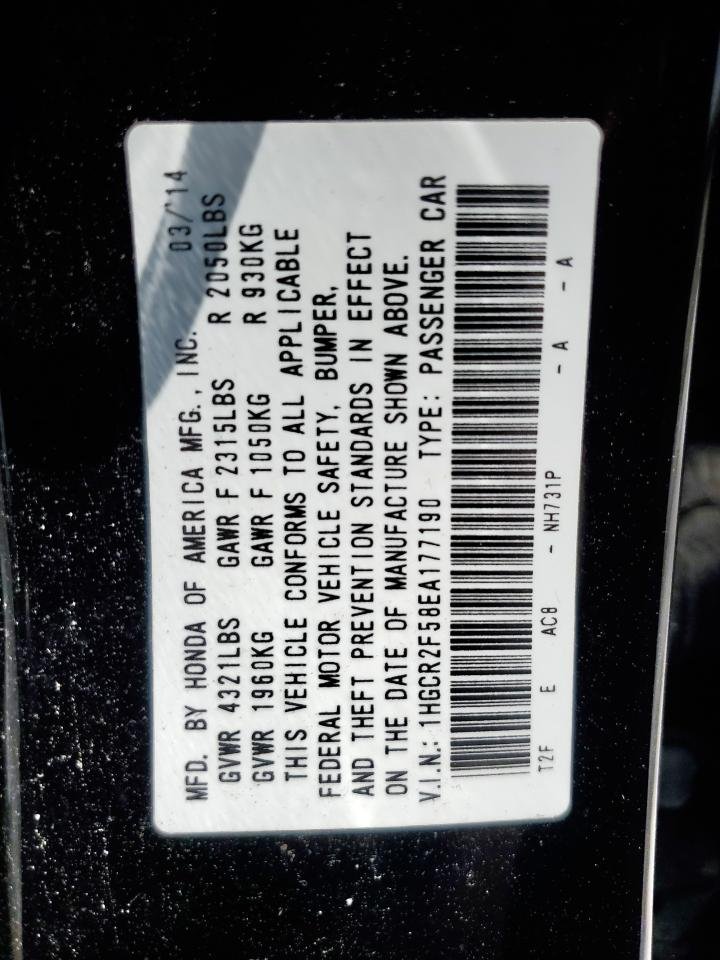 MFD. BY HONDA OF AMERICA MFG., INC. 03/'14
GVWR 4321LBS GAWR F 2315LBS R 2050LBS
GVWR 1960KG GAWR F 1050KG R 930KG
THIS VEHICLE CONFORMS TO ALL APPLICABLE
FEDERAL MOTOR VEHICLE SAFETY, BUMPER,
AND THEFT PREVENTION STANDARDS IN EFFECT
ON THE DATE OF MANUFACTURE SHOWN ABOVE.
V.I.N.: 1HGCR2F58EA177190 TYPE: PASSENGER CAR
T2F E AC8 - NH731P - A - A